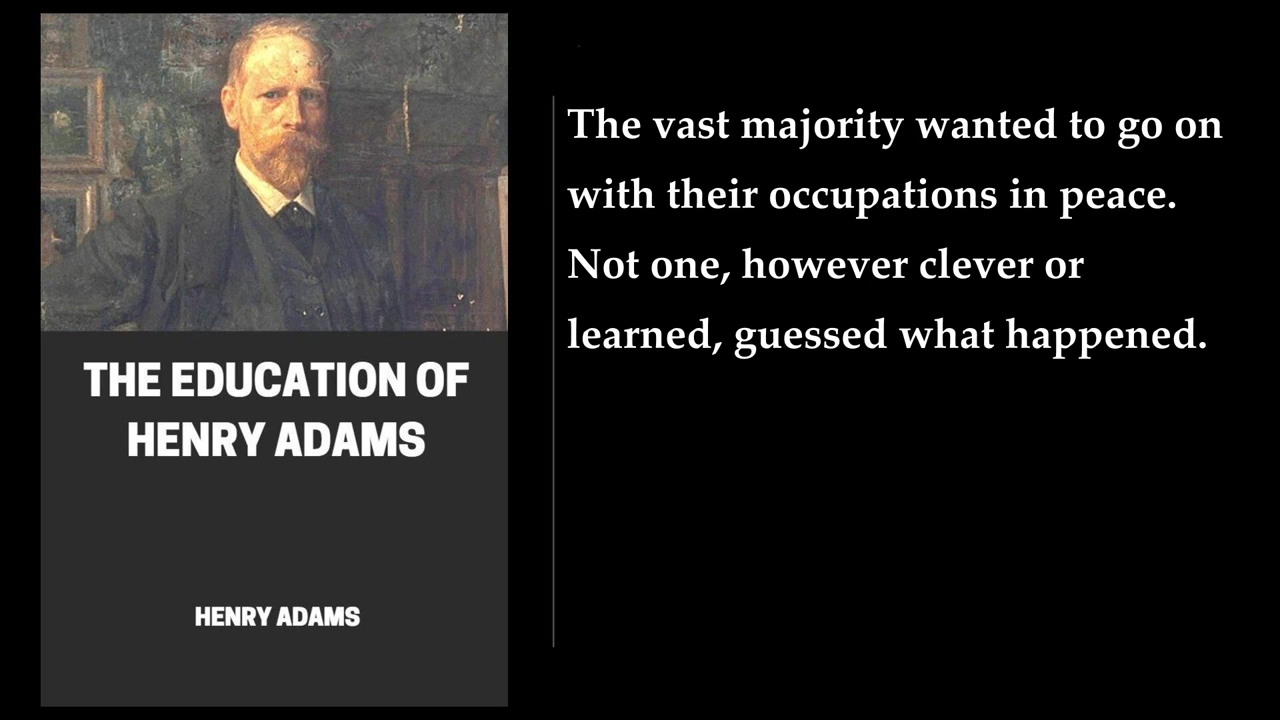 THE EDUCATION OF
HENRY ADAMS
HENRY ADAMS
The vast majority wanted to go on
with their occupations in peace.
Not one, however clever or
learned, guessed what happened.